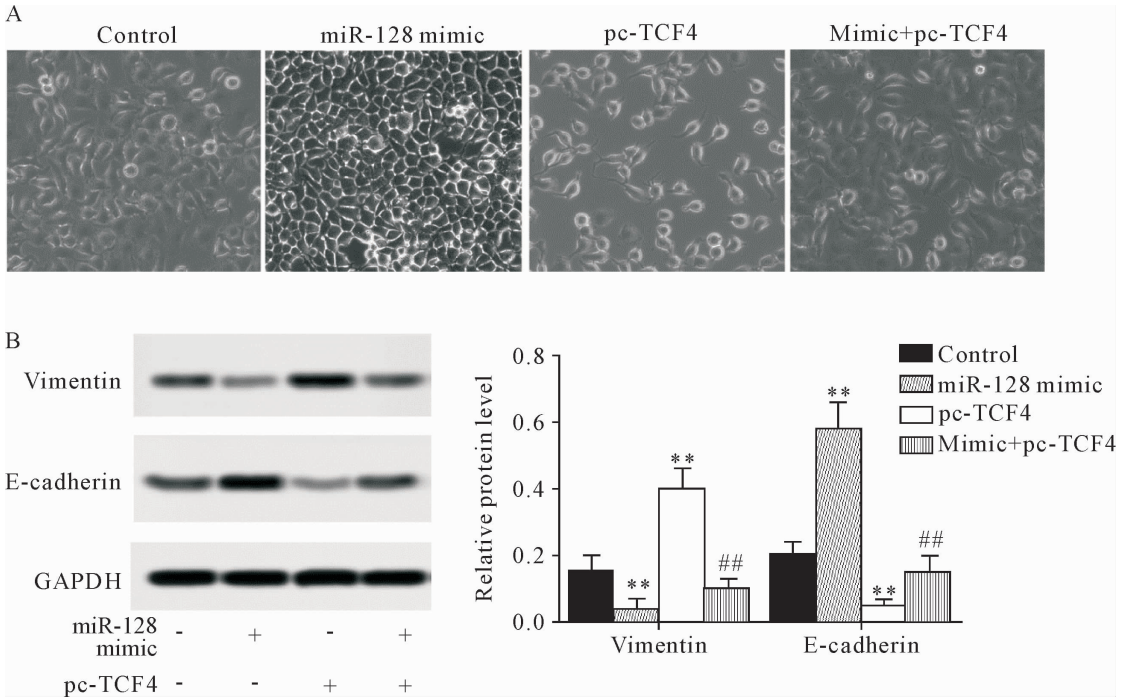 A
Control miR-128 mimic pc-TCF4 Mimic+pc-TCF4
B
Vimentin
E-cadherin
GAPDH
miR-128 mimic - + - +
pc-TCF4 - - + +
Relative protein level
0.8
0.6
0.4
0.2
0.0
** ** ## ** ** ##
Vimentin E-cadherin
Control
miR-128 mimic
pc-TCF4
Mimic+pc-TCF4